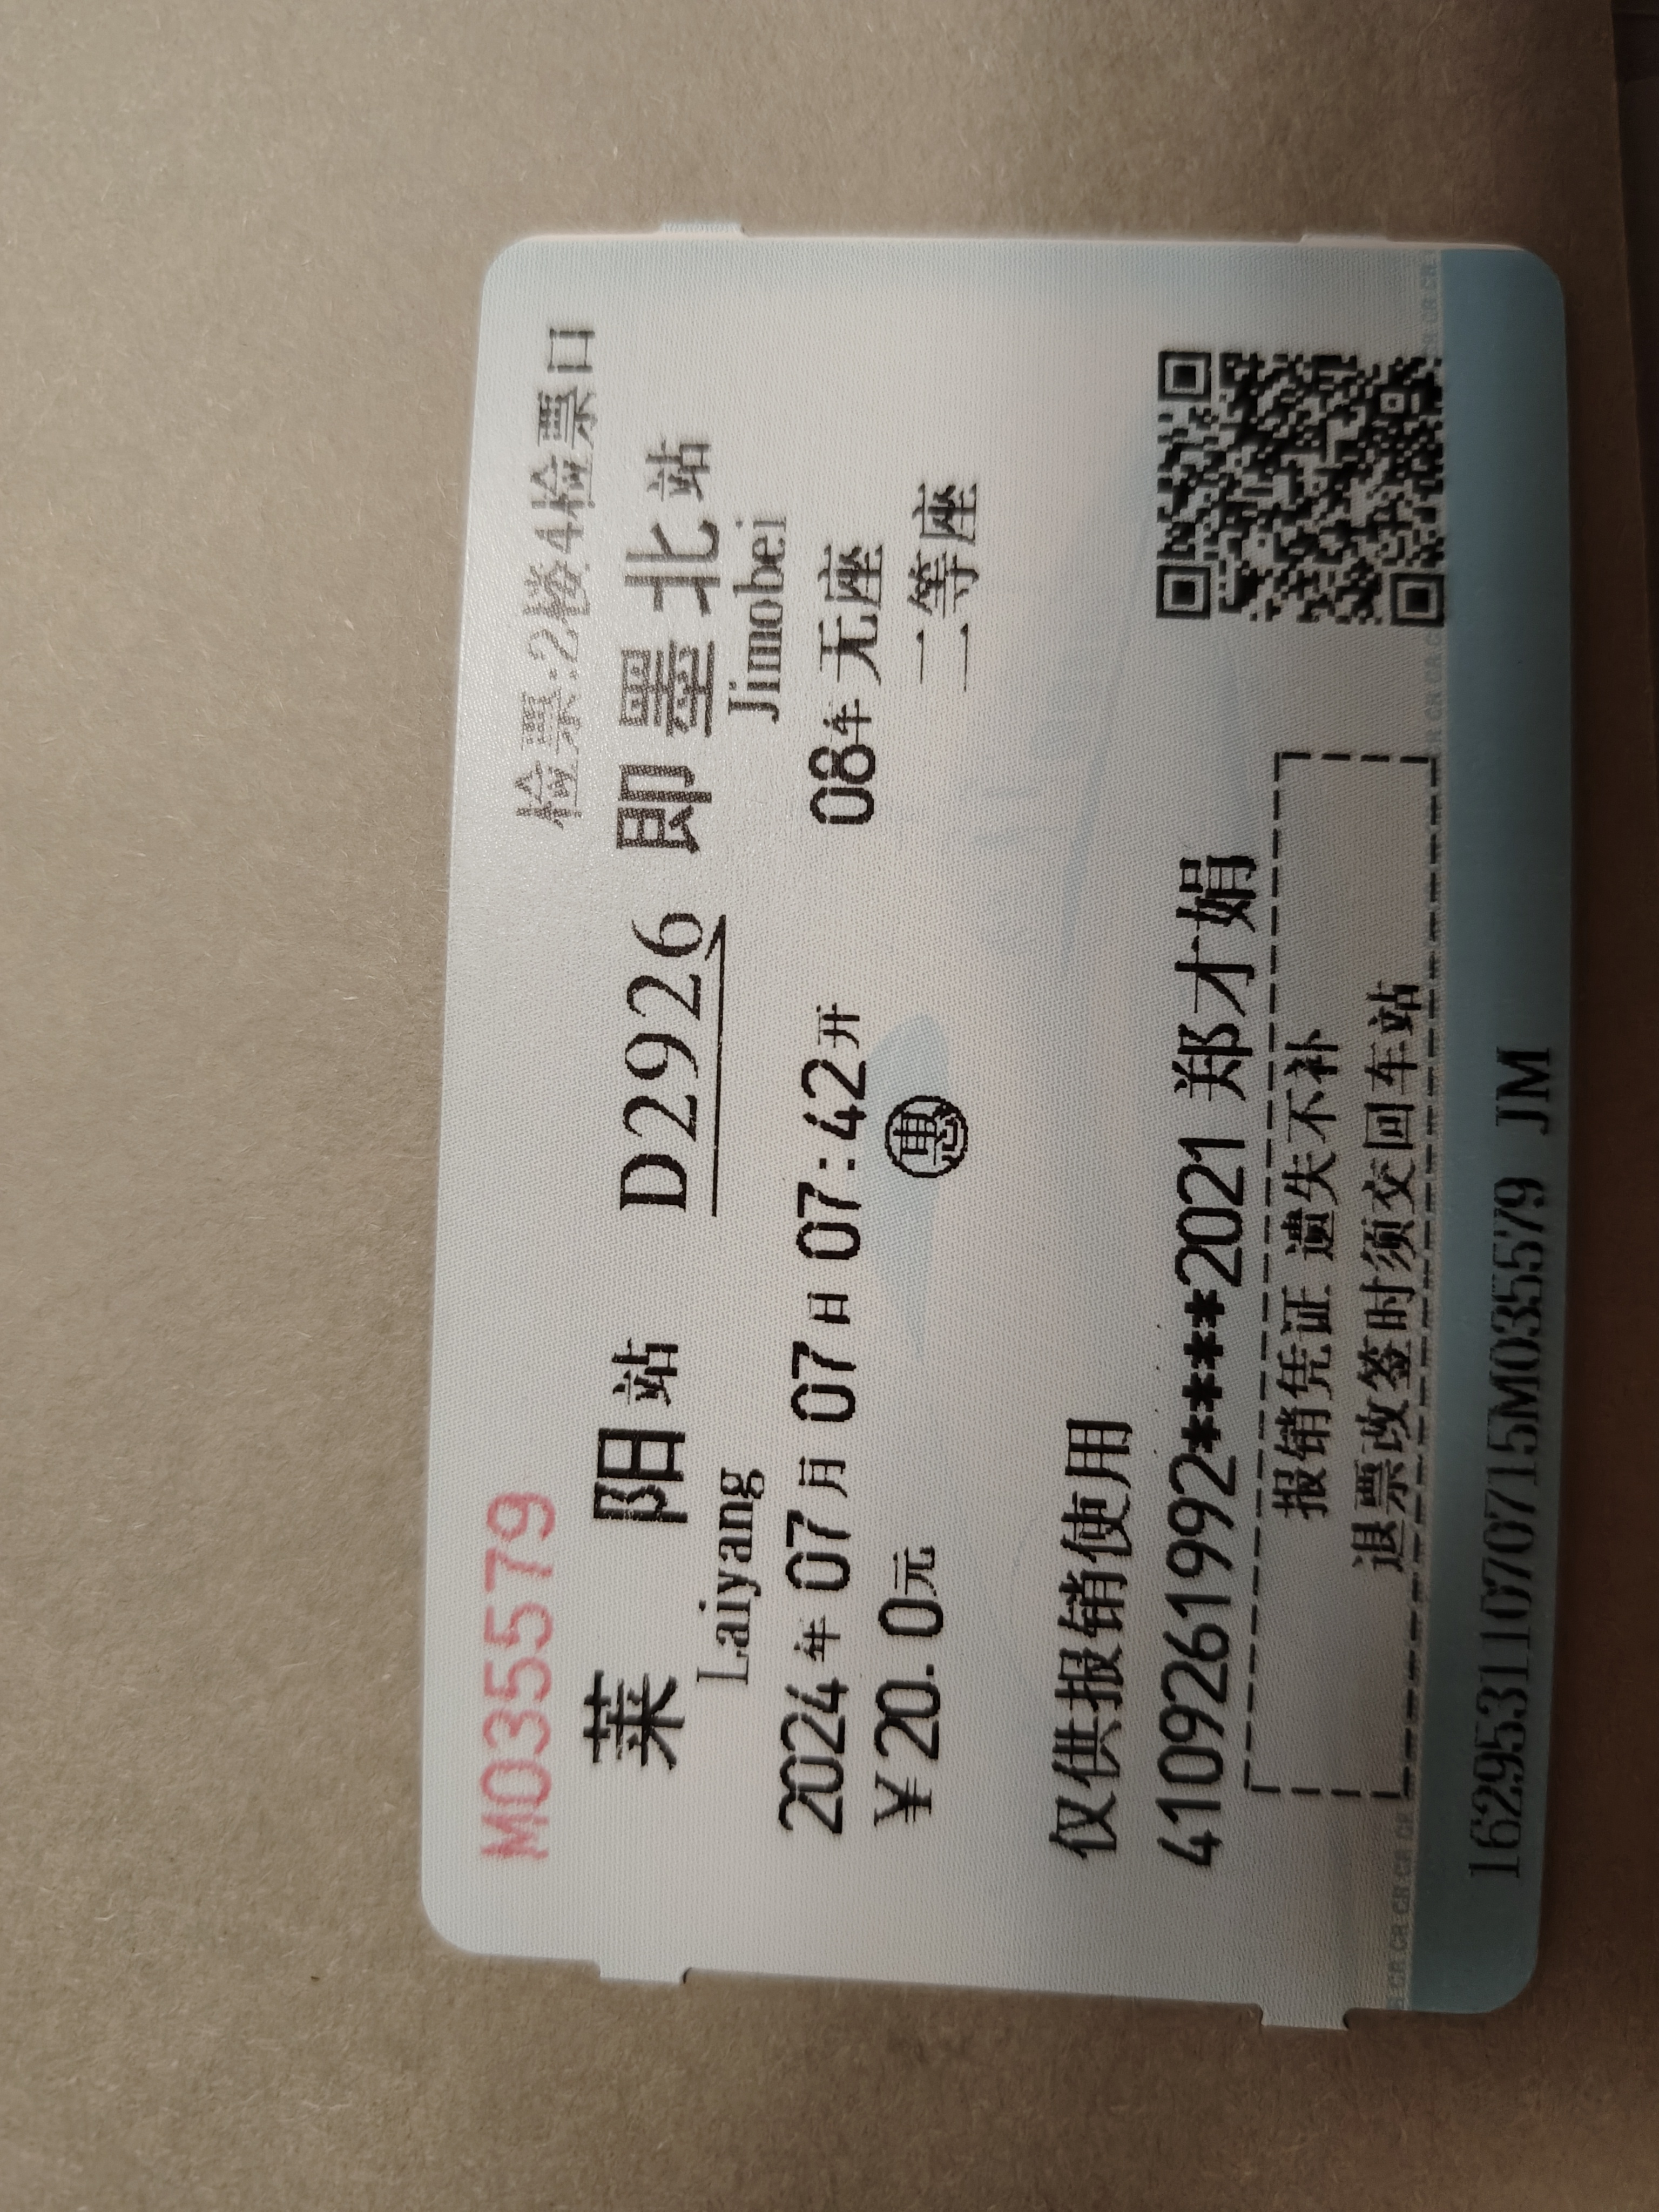 M035579 检票:2楼4检票口
莱阳站 D2926 即墨北站
Laiyang Jimobei
2024年07月07日07:42开 08车无座
￥20.0元 惠 二等座
仅供报销使用
4109261992****2021 郑才娟
报销凭证 遗失不补
退票改签时须交回车站
16295311070715M035579 JM